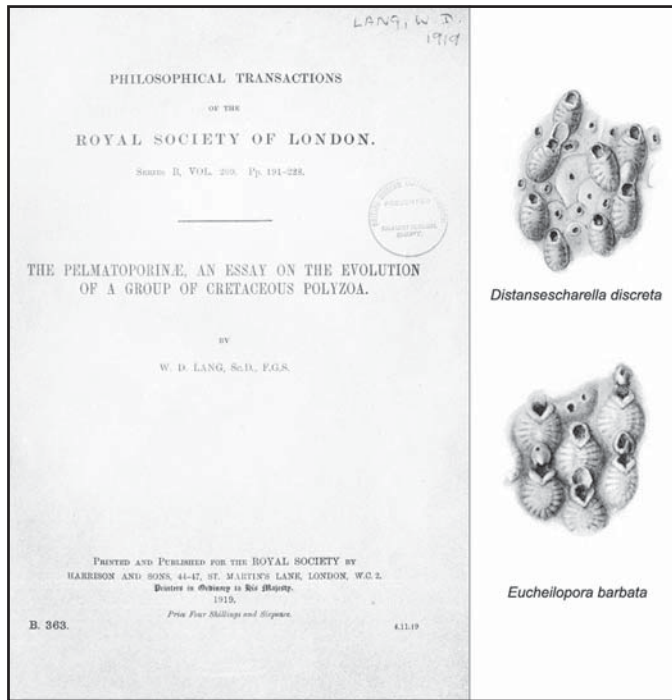 LANG, W. D.
1919
PHILOSOPHICAL TRANSACTIONS
OF THE
ROYAL SOCIETY OF LONDON.
SERIES B, VOL. 209. Pp. 191-228.
THE PELMATOPORINÆ, AN ESSAY ON THE EVOLUTION
OF A GROUP OF CRETACEOUS POLYZOA.
BY
W. D. LANG, Sc.D., F.G.S.
PRINTED AND PUBLISHED FOR THE ROYAL SOCIETY BY
HARRISON AND SONS, 44-47, ST. MARTIN'S LANE, LONDON, W.C. 2.
Printers in Ordinary to His Majesty.
1919.
Price Four Shillings and Sixpence.
B. 363.
4.11.19
PRESENTED
Distansescharella discreta
Eucheilopora barbata